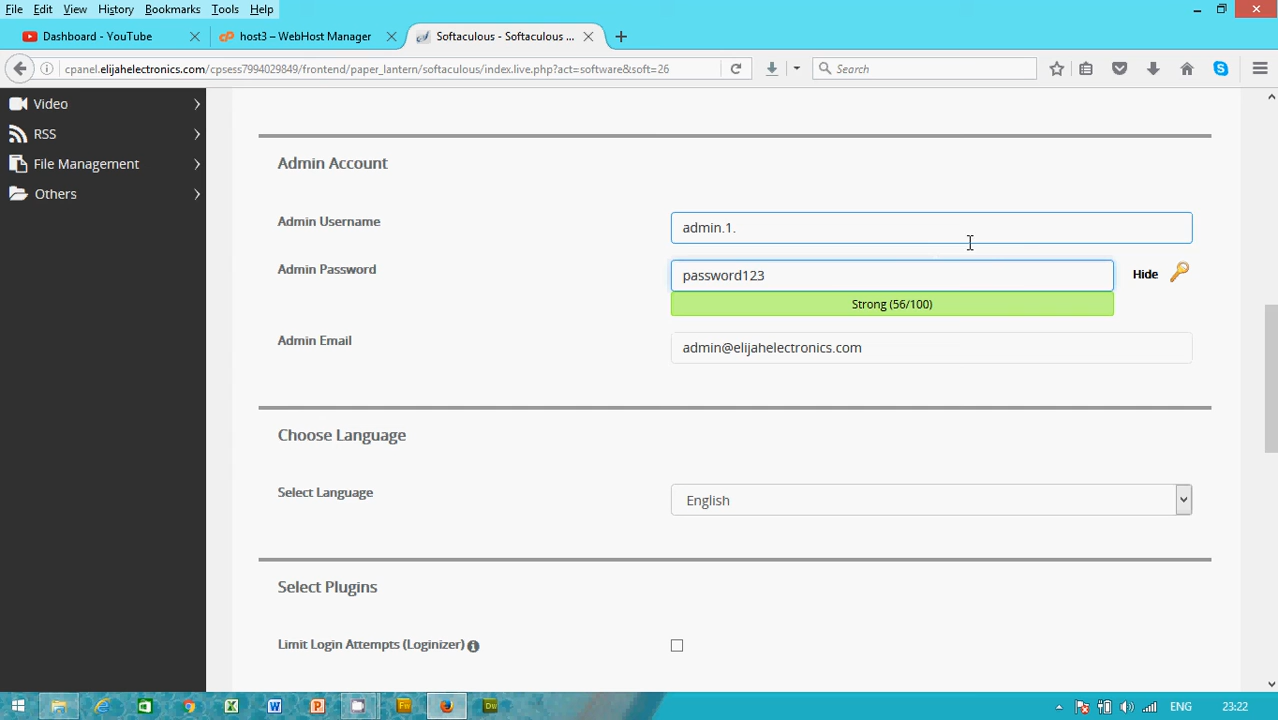 File Edit View History Bookmarks Tools Help
Dashboard - YouTube
host3 – WebHost Manager
Softaculous - Softaculous ...
cpanel.elijahelectronics.com/cpsess7994029849/frontend/paper_lantern/softaculous/index.live.php?act=software&soft=26
Search
Video
RSS
File Management
Others
Admin Account
Admin Username
admin.1.
Admin Password
password123
Hide
Strong (56/100)
Admin Email
admin@elijahelectronics.com
Choose Language
Select Language
English
Select Plugins
Limit Login Attempts (Loginizer)
ENG
23:22